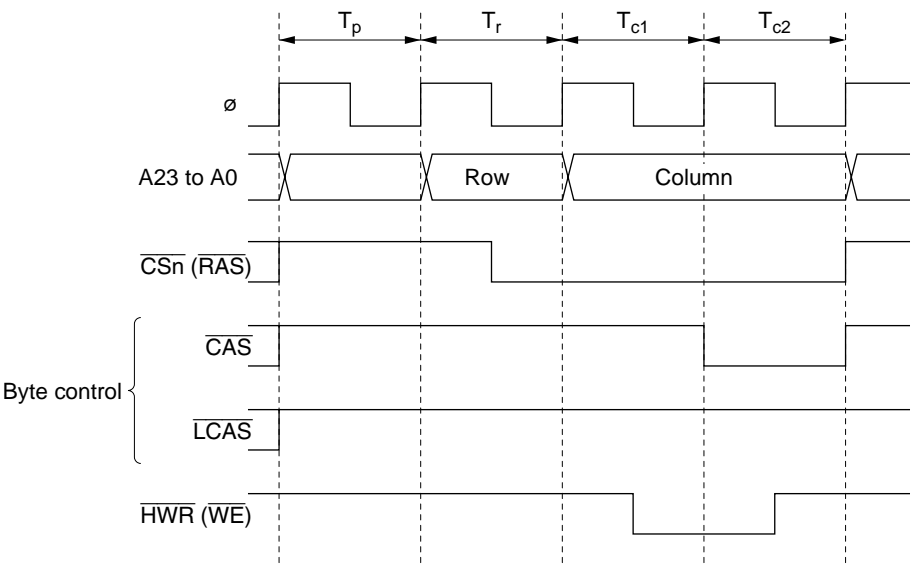 Tp Tr Tc1 Tc2
ø
A23 to A0 Row Column
CSn (RAS)
CAS
Byte control
LCAS
HWR (WE)